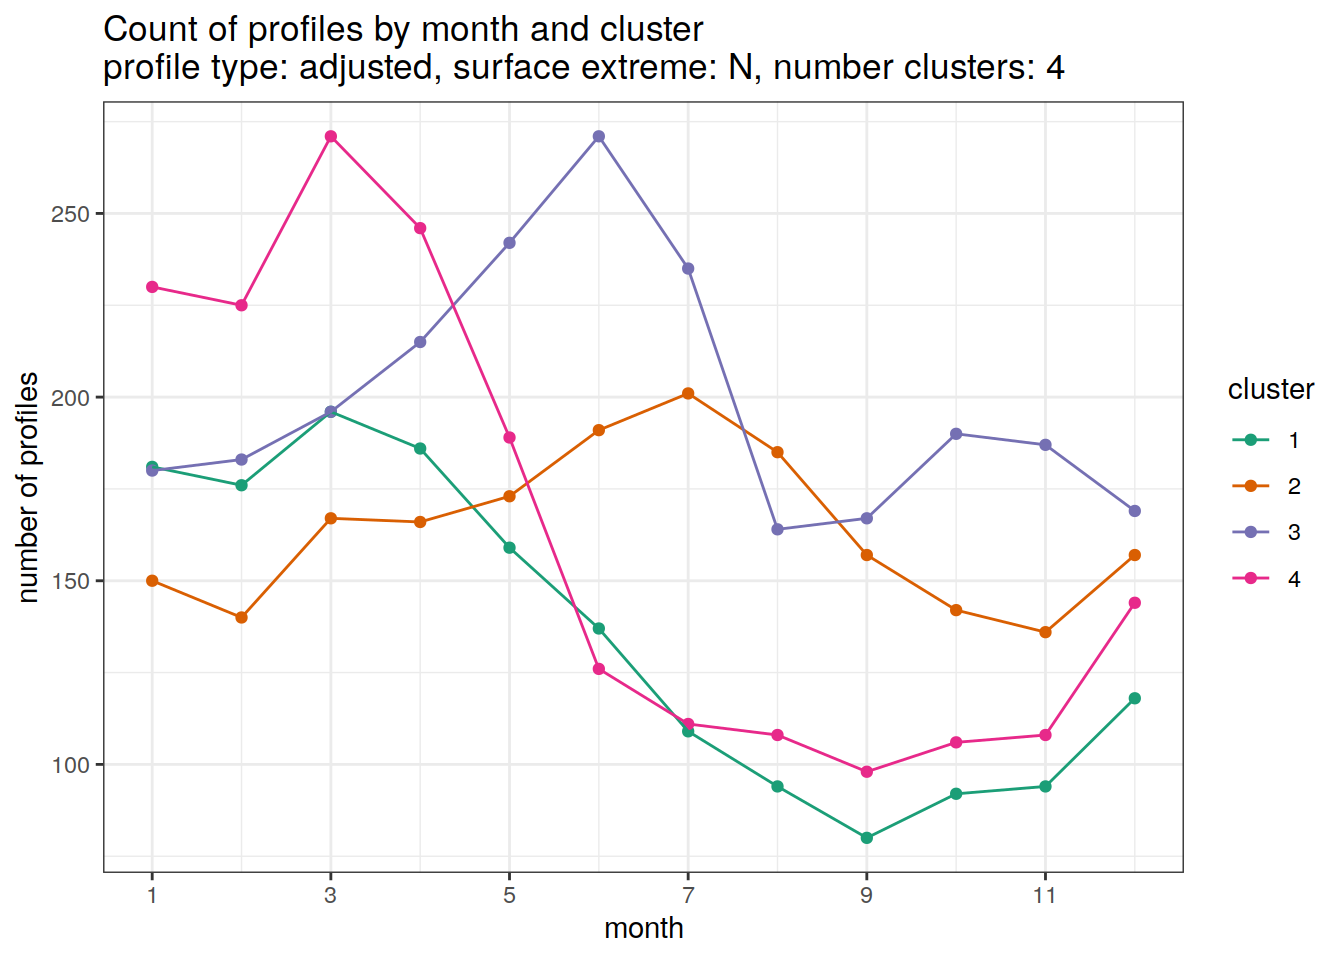 Count of profiles by month and cluster
profile type: adjusted, surface extreme: N, number clusters: 4
number of profiles
250
200
150
100
1 3 5 7 9 11
month
cluster
1
2
3
4